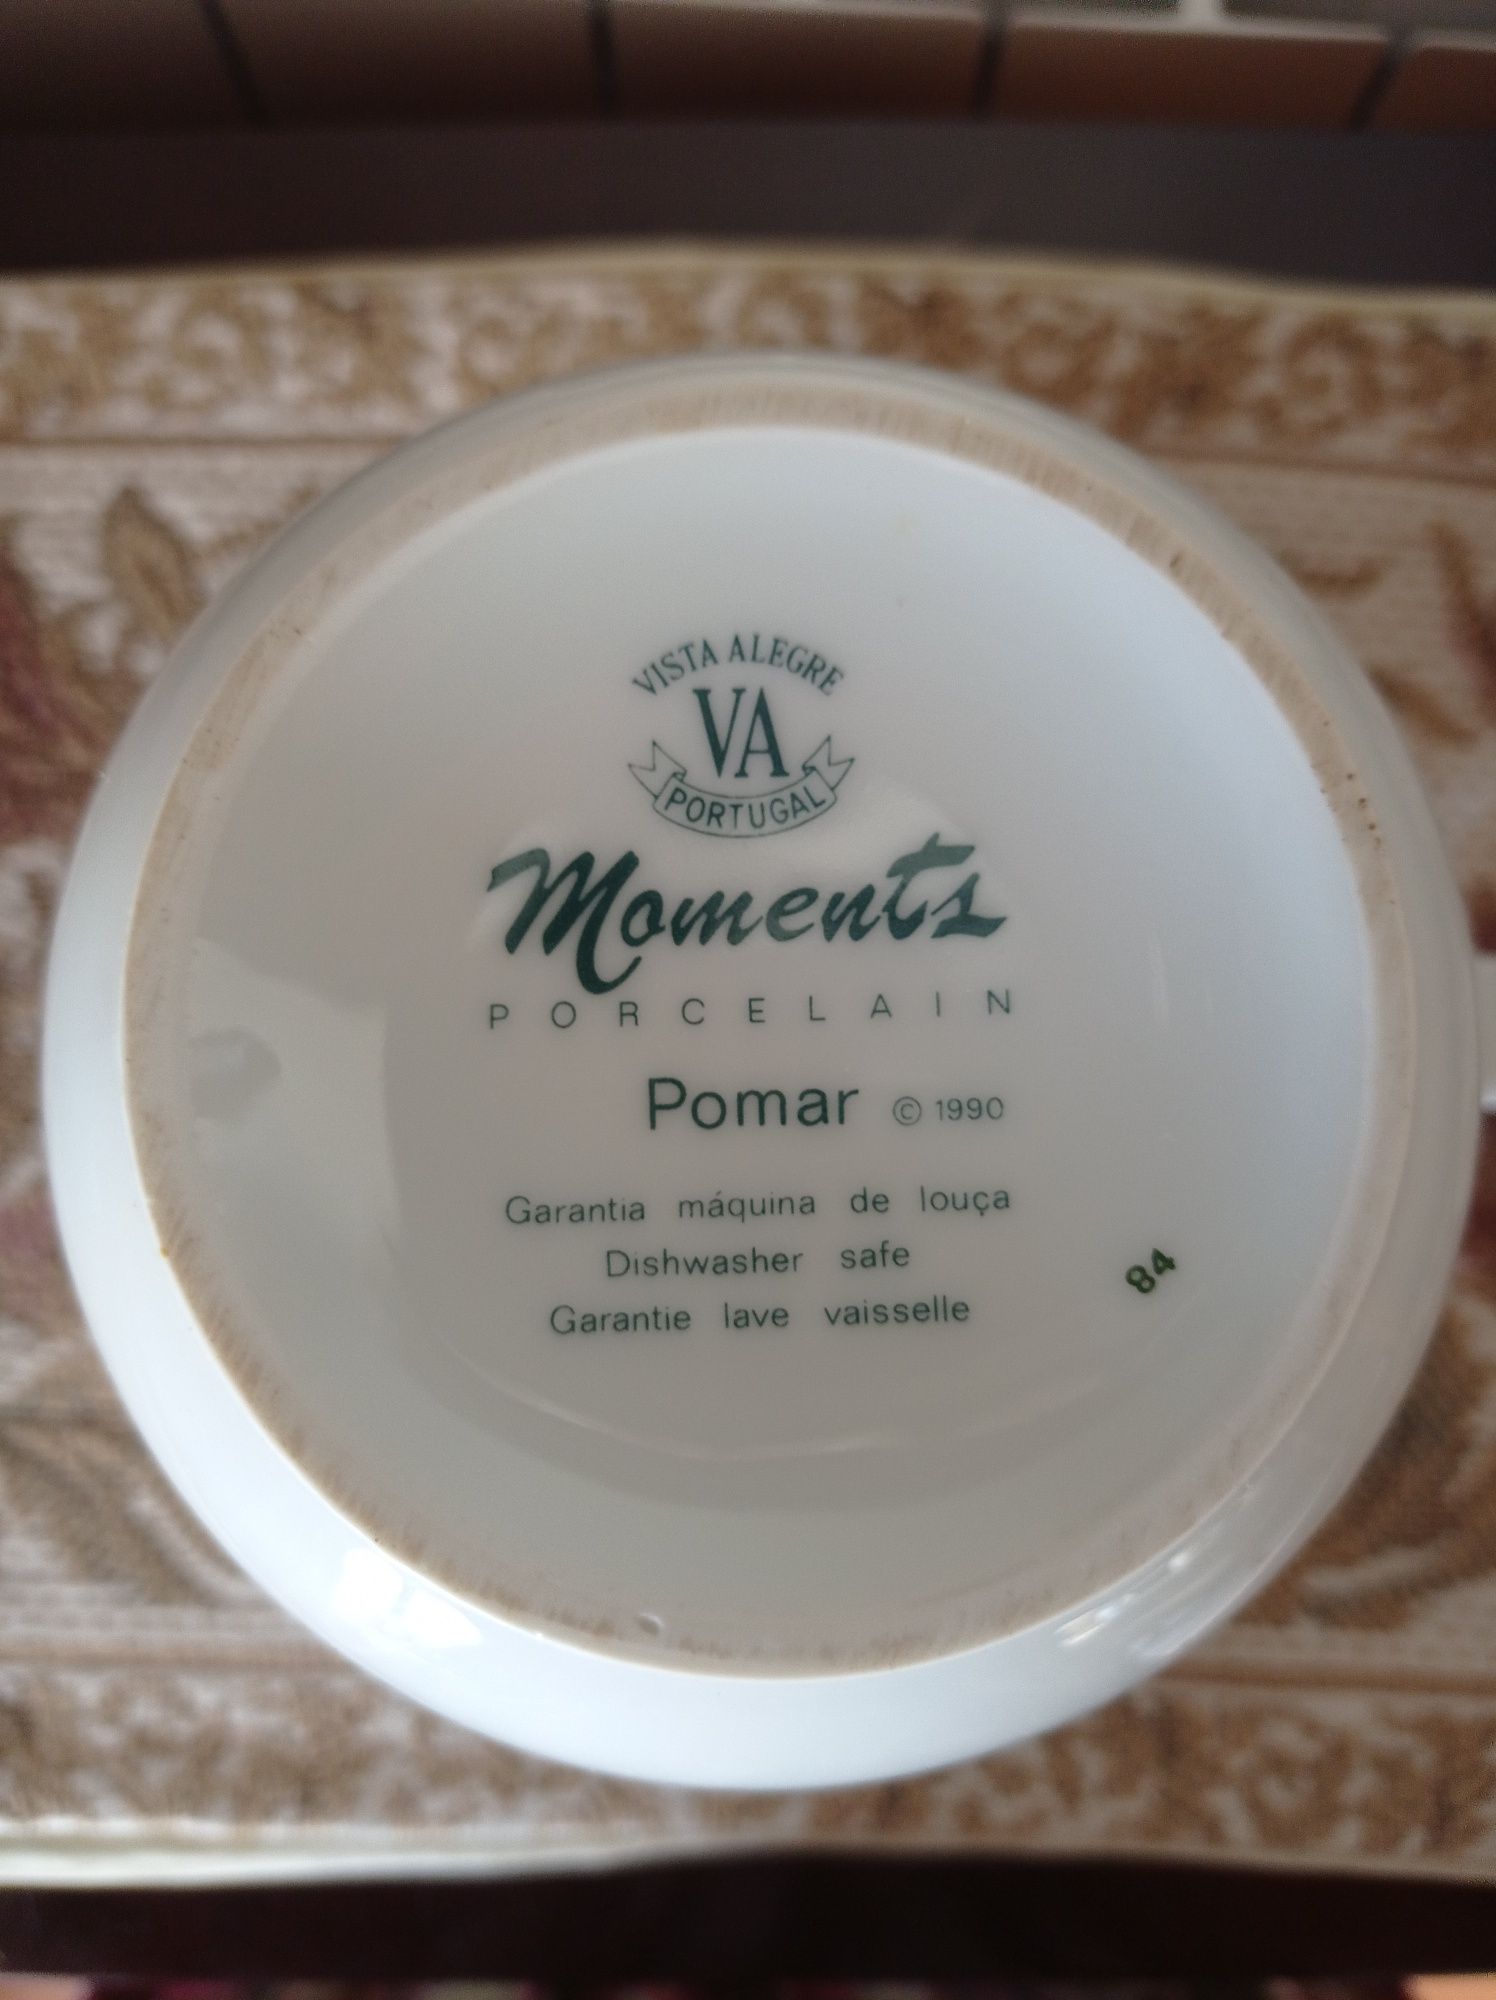 VISTA ALEGRE
VA
PORTUGAL
Moments
PORCELAIN
Pomar © 1990
Garantia máquina de louça
Dishwasher safe
Garantie lave vaisselle
84